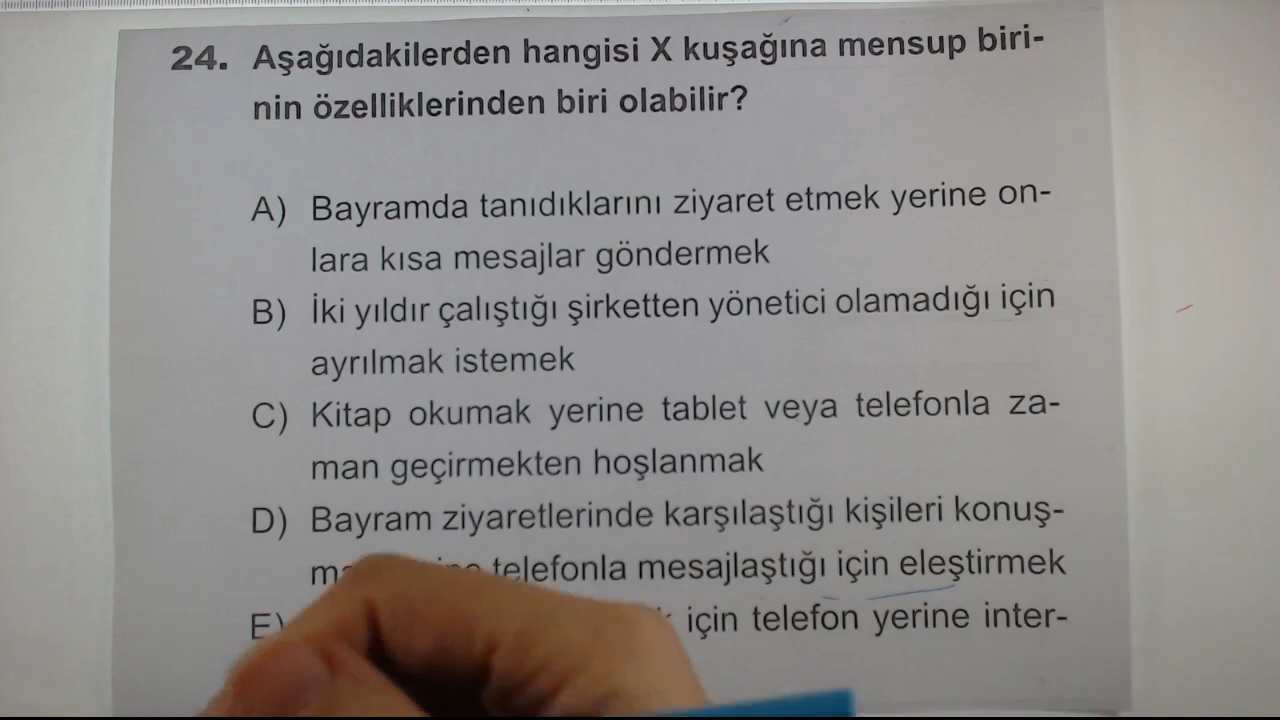 24. Aşağıdakilerden hangisi X kuşağına mensup biri-
nin özelliklerinden biri olabilir?
A) Bayramda tanıdıklarını ziyaret etmek yerine on-
lara kısa mesajlar göndermek
B) İki yıldır çalıştığı şirketten yönetici olamadığı için
ayrılmak istemek
C) Kitap okumak yerine tablet veya telefonla za-
man geçirmekten hoşlanmak
D) Bayram ziyaretlerinde karşılaştığı kişileri konuş-
telefonla mesajlaştığı için eleştirmek
E) için telefon yerine inter-